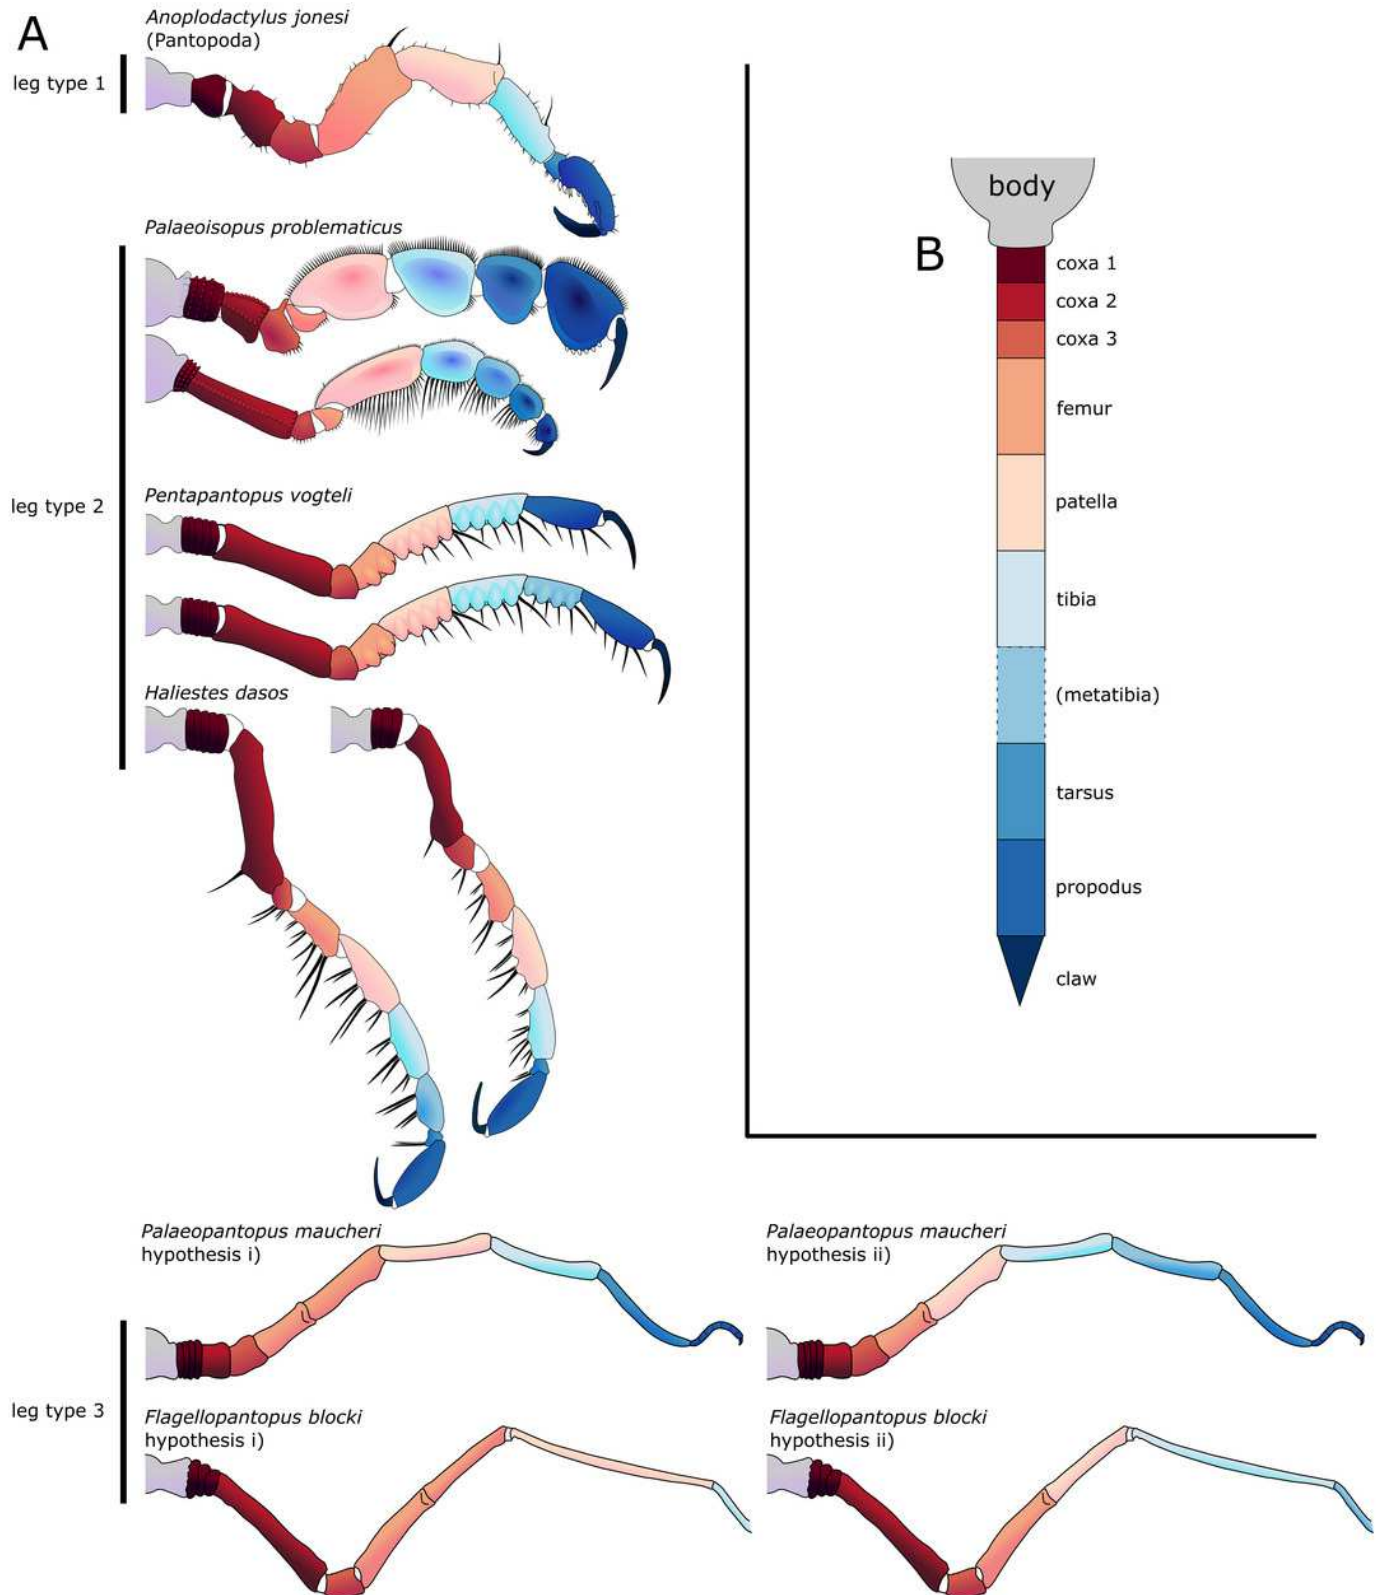 A
Anoplodactylus jonesi
(Pantopoda)
leg type 1
Palaeoisopus problematicus
leg type 2
Pentapantopus vogteli
Haliestes dasos
B
body
coxa 1
coxa 2
coxa 3
femur
patella
tibia
(metatibia)
tarsus
propodus
claw
Palaeopantopus maucheri
hypothesis i)
Palaeopantopus maucheri
hypothesis ii)
leg type 3
Flagellopantopus blocki
hypothesis i)
Flagellopantopus blocki
hypothesis ii)